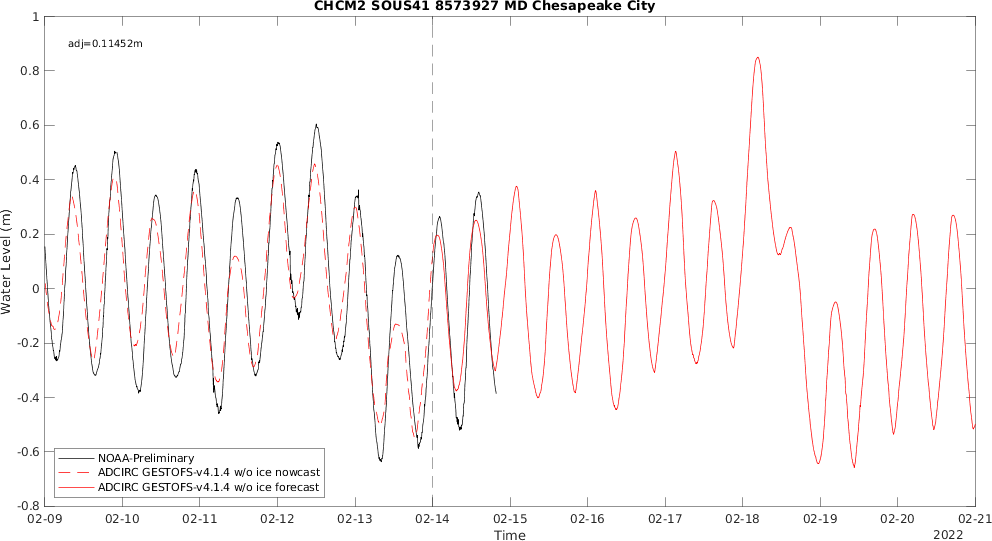 CHCM2 SOUS41 8573927 MD Chesapeake City
adj=0.11452m
Water Level (m)
1
0.8
0.6
0.4
0.2
0
-0.2
-0.4
-0.6
-0.8
NOAA-Preliminary
ADCIRC GESTOFS-v4.1.4 w/o ice nowcast
ADCIRC GESTOFS-v4.1.4 w/o ice forecast
02-09 02-10 02-11 02-12 02-13 02-14 02-15 02-16 02-17 02-18 02-19 02-20 02-21
Time
2022